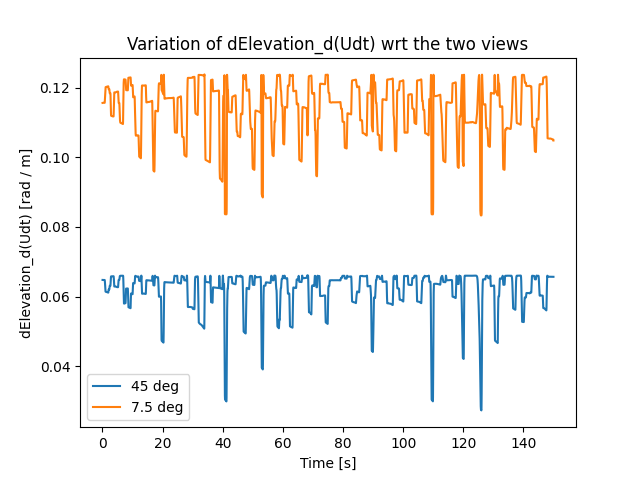 Variation of dElevation_d(Udt) wrt the two views
dElevation_d(Udt) [rad / m]
0.12
0.10
0.08
0.06
0.04
45 deg
7.5 deg
0 20 40 60 80 100 120 140
Time [s]